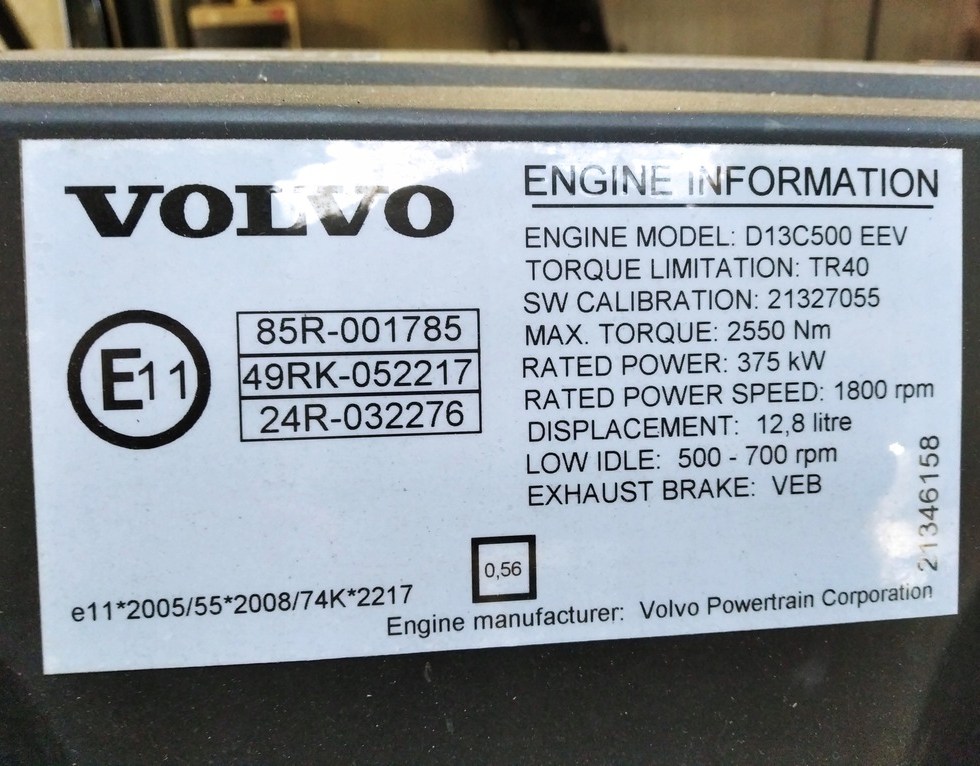 VOLVO
E11
85R-001785
49RK-052217
24R-032276
ENGINE INFORMATION
ENGINE MODEL: D13C500 EEV
TORQUE LIMITATION: TR40
SW CALIBRATION: 21327055
MAX. TORQUE: 2550 Nm
RATED POWER: 375 kW
RATED POWER SPEED: 1800 rpm
DISPLACEMENT: 12,8 litre
LOW IDLE: 500 - 700 rpm
EXHAUST BRAKE: VEB
21346158
0,56
e11*2005/55*2008/74K*2217
Engine manufacturer: Volvo Powertrain Corporation